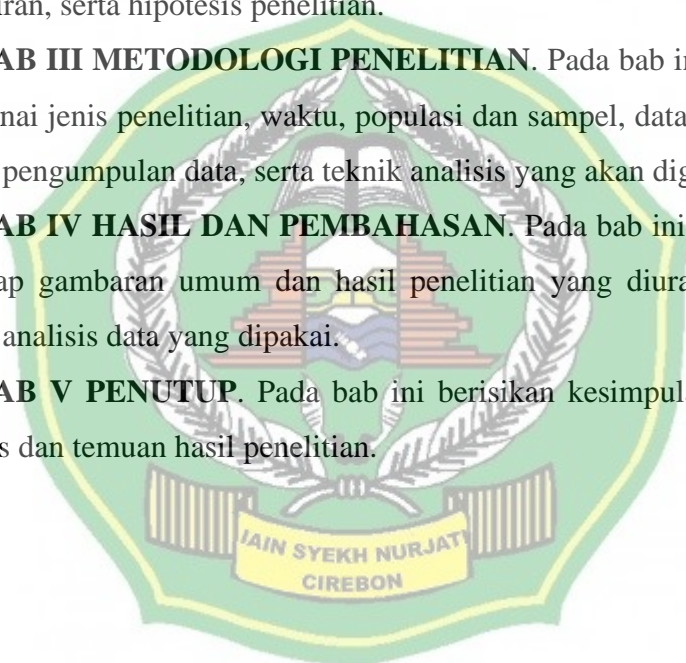 iran, serta hipotesis penelitian.
AB III METODOLOGI PENELITIAN. Pada bab in
nai jenis penelitian, waktu, populasi dan sampel, data
pengumpulan data, serta teknik analisis yang akan dig
AB IV HASIL DAN PEMBAHASAN. Pada bab ini
ap gambaran umum dan hasil penelitian yang diura
analisis data yang dipakai.
AB V PENUTUP. Pada bab ini berisikan kesimpula
s dan temuan hasil penelitian.
IAIN SYEKH NURJATI
CIREBON